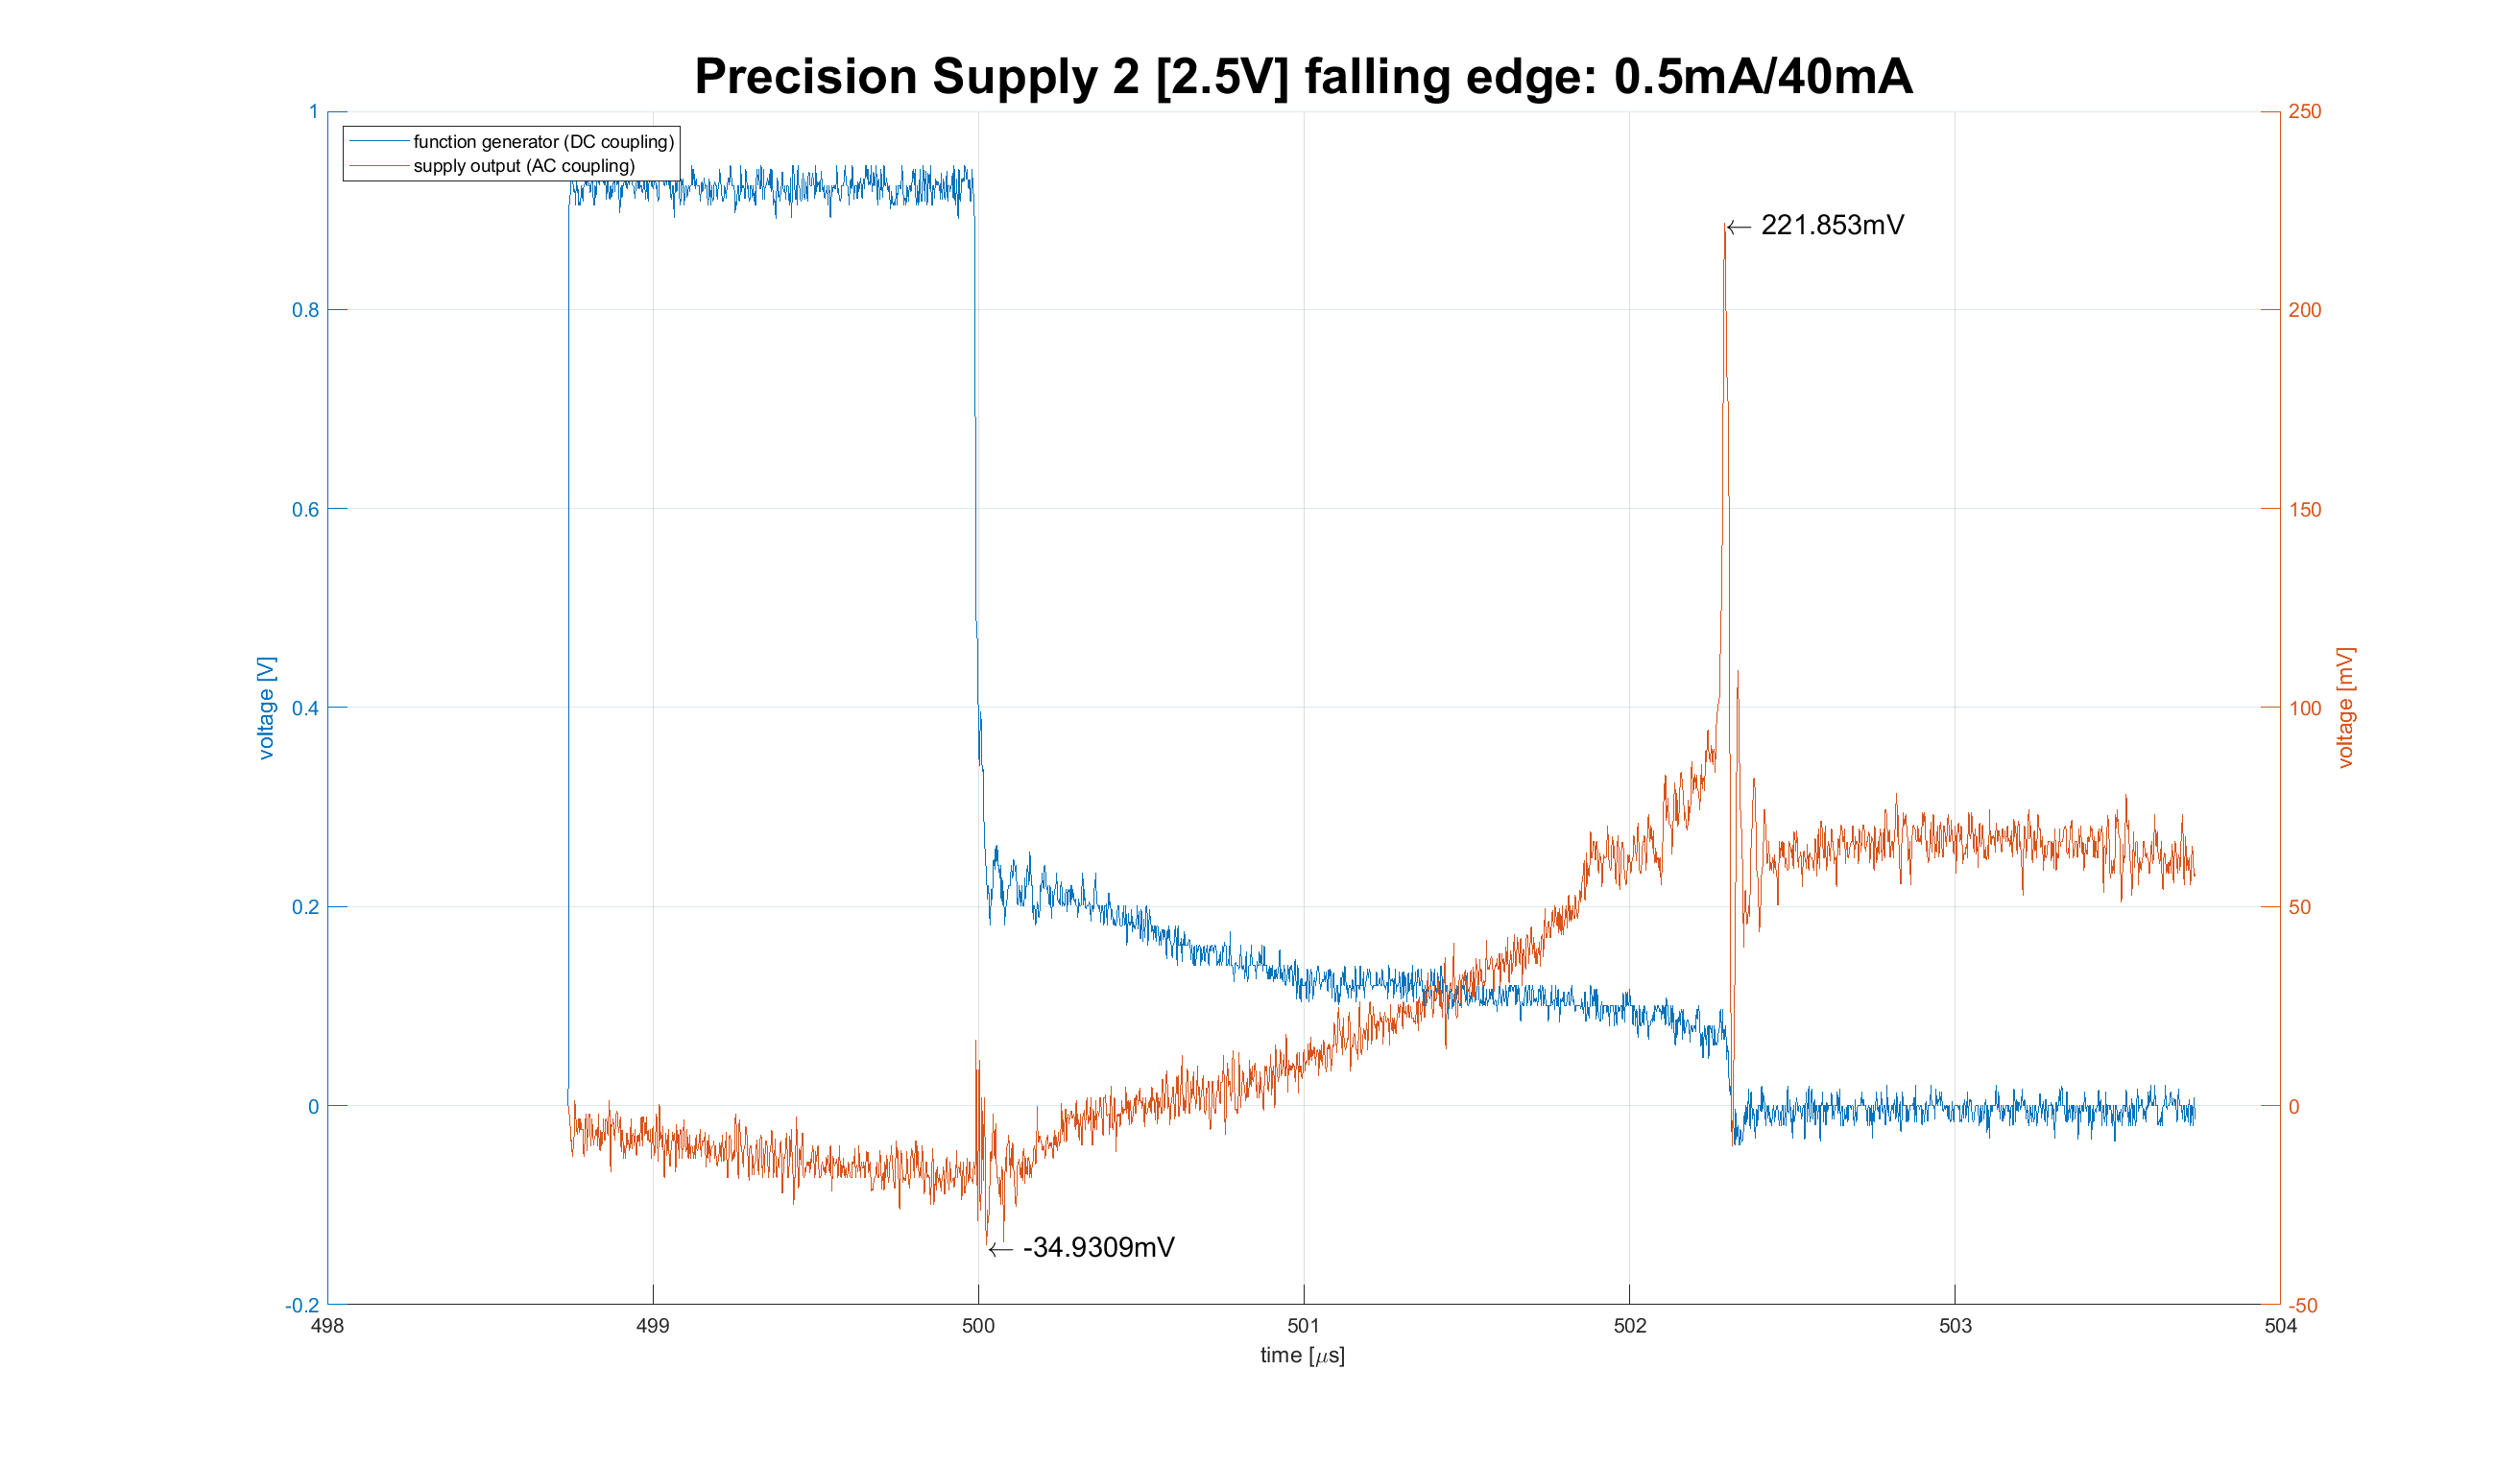 Precision Supply 2 [2.5V] falling edge: 0.5mA/40mA
function generator (DC coupling)
supply output (AC coupling)
1
0.8
0.6
0.4
0.2
0
-0.2
voltage [V]
221.853mV
-34.9309mV
250
200
150
100
50
0
-50
voltage [mV]
498 499 500 501 502 503 504
time [μs]